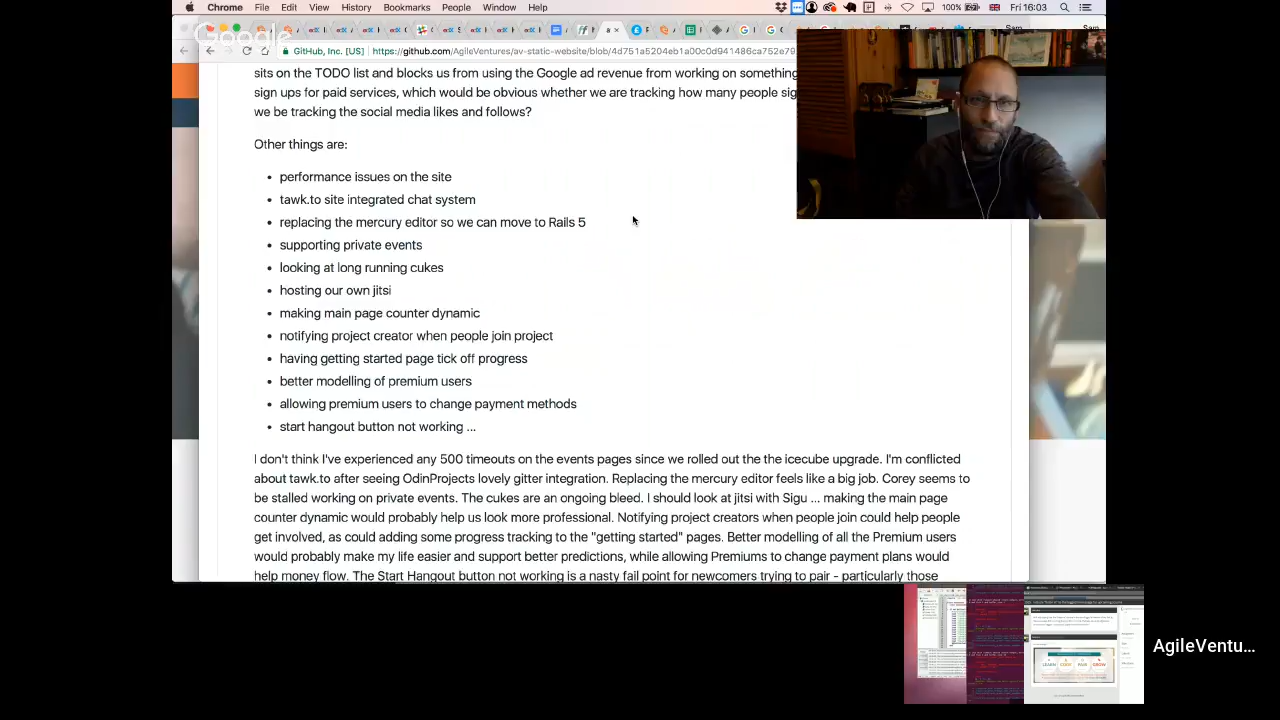 Chrome File Edit View History Bookmarks People Window Help 100% Fri 16:03
GitHub, Inc. [US] https://github.com/AgileVentures/av-static-website/blob/4d751a5204eb1a00c0d941486ca752e79
sits on the TODO list and blocks us from using the Google ad revenue from working on something
sign ups for paid services, which would be obvious whether we are tracking how many people sig
we be tracking the social media likes and follows?
Other things are:
performance issues on the site
tawk.to site integrated chat system
replacing the mercury editor so we can move to Rails 5
supporting private events
looking at long running cukes
hosting our own jitsi
making main page counter dynamic
notifying project creator when people join project
having getting started page tick off progress
better modelling of premium users
allowing premium users to change payment methods
start hangout button not working ...
I don't think I've experienced any 500 timeouts on the events pages since we rolled out the the icecube upgrade. I'm conflicted
about tawk.to after seeing OdinProjects lovely gitter integration. Replacing the mercury editor feels like a big job. Corey seems to
be stalled working on private events. The cukes are an ongoing bleed. I should look at jitsi with Sigu ... making the main page
counter dynamic would probably help us look more professional. Notifying project creators when people join could help people
get involved, as could adding some progress tracking to the "getting started" pages. Better modelling of all the Premium users
would probably make my life easier and support better predictions, while allowing Premiums to change payment plans would
help money flow. The Start Hangout button not working is a nasty fail point for newcomers trying to pair - particularly those
LEARN CODE PAIR GROW
AgileVentu...